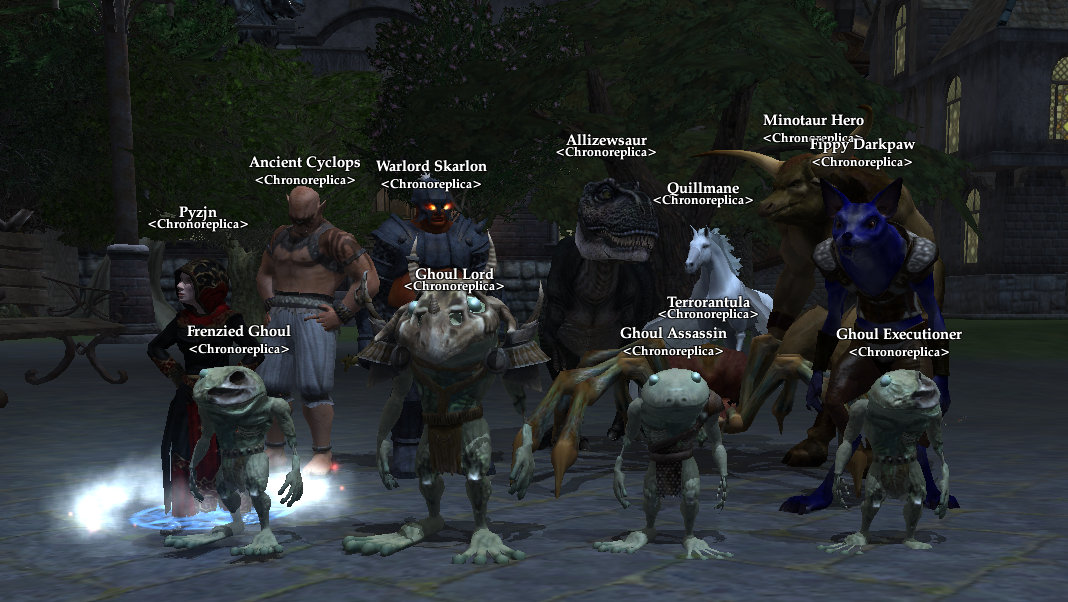 Minotaur Hero
<Chronoreplica>
Allizewsaur
<Chronoreplica>
Fippy Darkpaw
<Chronoreplica>
Ancient Cyclops
<Chronoreplica>
Warlord Skarlon
<Chronoreplica>
Quillmane
<Chronoreplica>
Pyzjn
<Chronoreplica>
Ghoul Lord
<Chronoreplica>
Terrorantula
<Chronoreplica>
Frenzied Ghoul
<Chronoreplica>
Ghoul Assassin
<Chronoreplica>
Ghoul Executioner
<Chronoreplica>